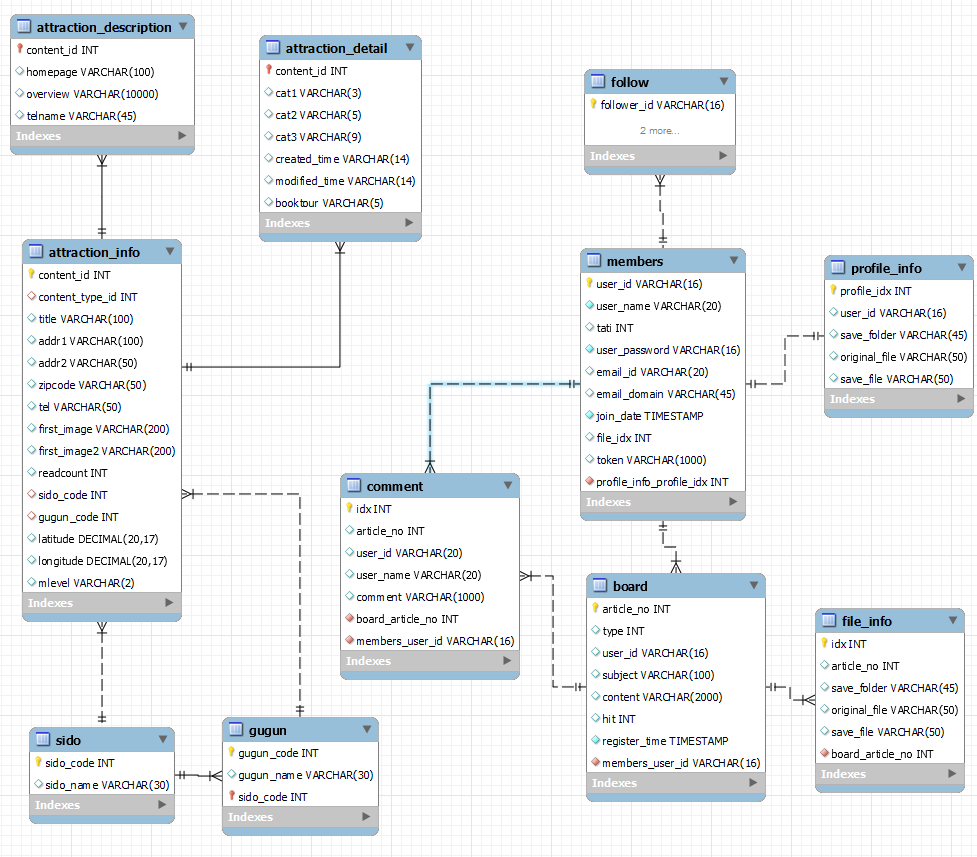 attraction_description
content_id INT
homepage VARCHAR(100)
overview VARCHAR(10000)
telname VARCHAR(45)
Indexes
attraction_detail
content_id INT
cat1 VARCHAR(3)
cat2 VARCHAR(5)
cat3 VARCHAR(9)
created_time VARCHAR(14)
modified_time VARCHAR(14)
booktour VARCHAR(5)
Indexes
follow
follower_id VARCHAR(16)
2 more...
Indexes
attraction_info
content_id INT
content_type_id INT
title VARCHAR(100)
addr1 VARCHAR(100)
addr2 VARCHAR(50)
zipcode VARCHAR(50)
tel VARCHAR(50)
first_image VARCHAR(200)
first_image2 VARCHAR(200)
readcount INT
sido_code INT
gugun_code INT
latitude DECIMAL(20,17)
longitude DECIMAL(20,17)
mlevel VARCHAR(2)
Indexes
members
user_id VARCHAR(16)
user_name VARCHAR(20)
tati INT
user_password VARCHAR(16)
email_id VARCHAR(20)
email_domain VARCHAR(45)
join_date TIMESTAMP
file_idx INT
token VARCHAR(1000)
profile_info_profile_idx INT
Indexes
profile_info
profile_idx INT
user_id VARCHAR(16)
save_folder VARCHAR(45)
original_file VARCHAR(50)
save_file VARCHAR(50)
Indexes
comment
idx INT
article_no INT
user_id VARCHAR(20)
user_name VARCHAR(20)
comment VARCHAR(1000)
board_article_no INT
members_user_id VARCHAR(16)
Indexes
board
article_no INT
type INT
user_id VARCHAR(16)
subject VARCHAR(100)
content VARCHAR(2000)
hit INT
register_time TIMESTAMP
members_user_id VARCHAR(16)
Indexes
file_info
idx INT
article_no INT
save_folder VARCHAR(45)
original_file VARCHAR(50)
save_file VARCHAR(50)
board_article_no INT
Indexes
sido
sido_code INT
sido_name VARCHAR(30)
Indexes
gugun
gugun_code INT
gugun_name VARCHAR(30)
sido_code INT
Indexes